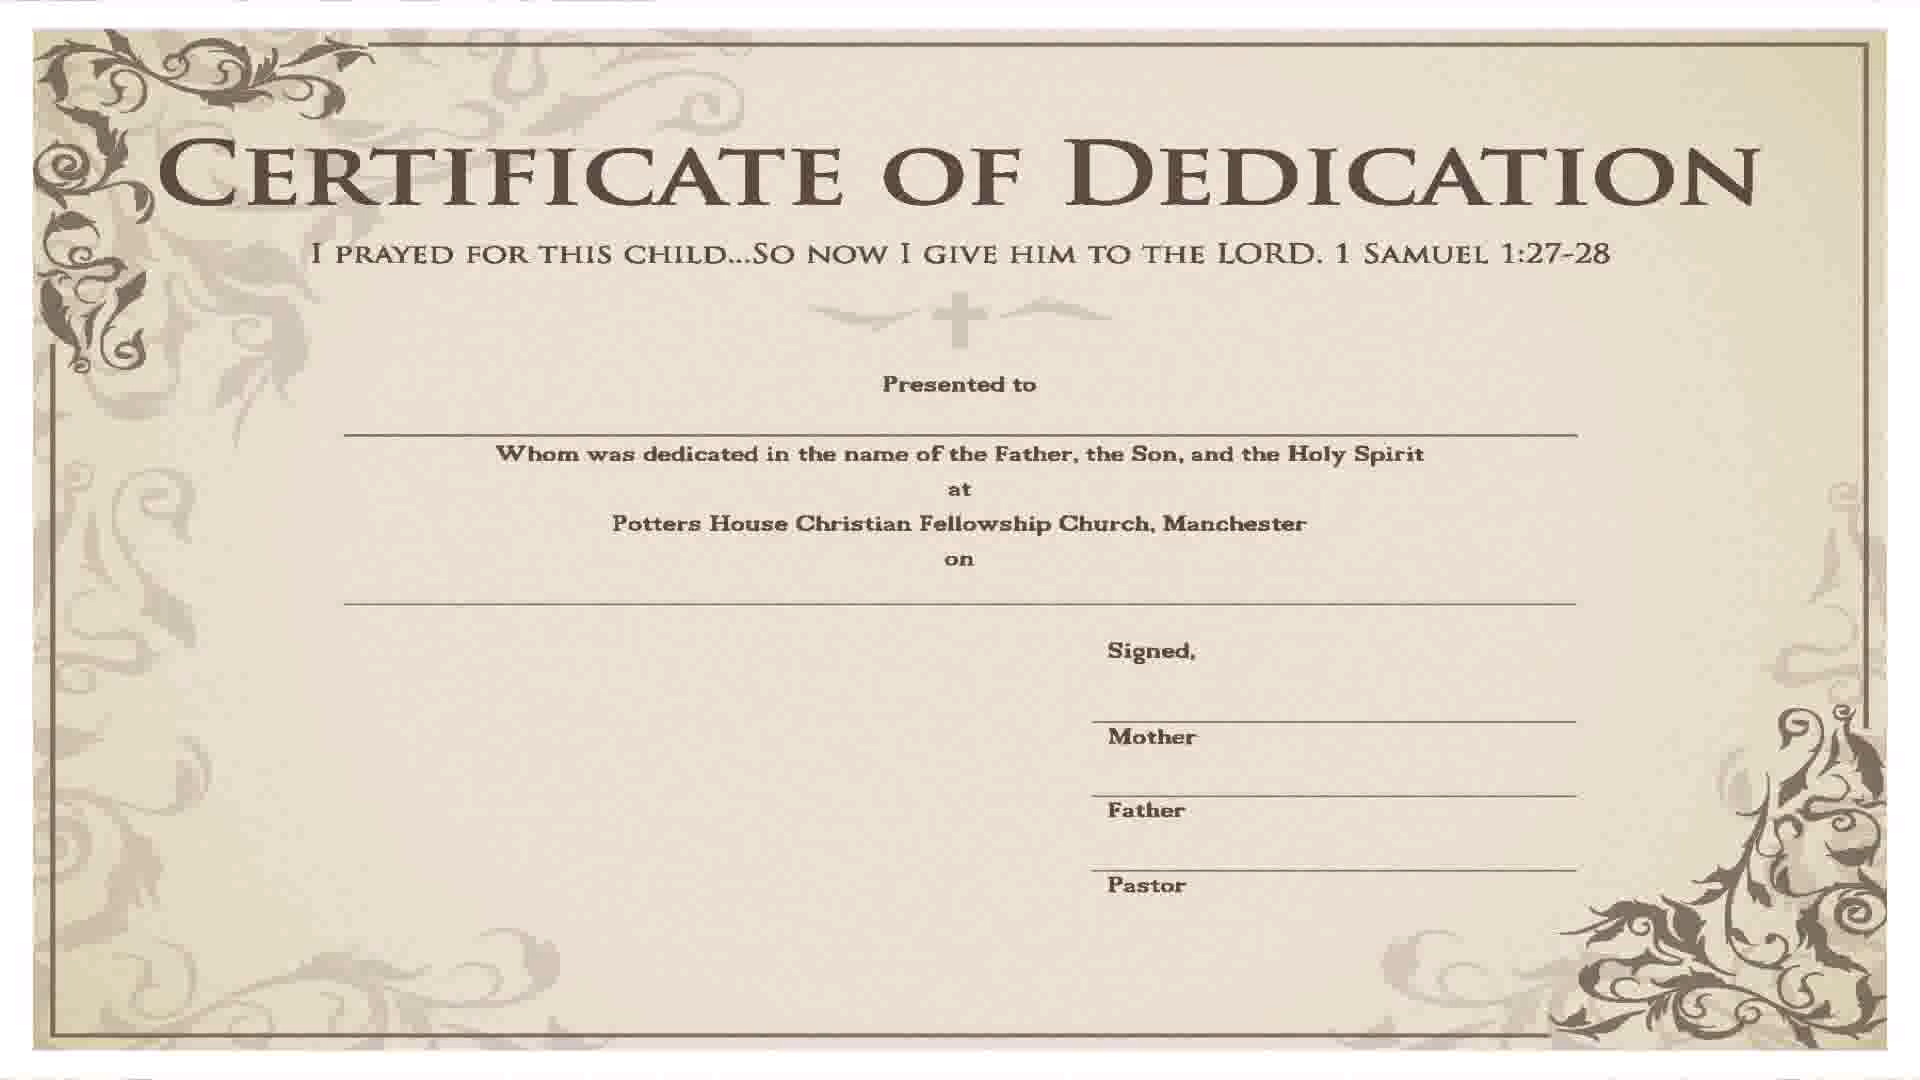 Certificate of Dedication
I prayed for this child...So now I give him to the LORD. 1 Samuel 1:27-28
Presented to
Whom was dedicated in the name of the Father, the Son, and the Holy Spirit
at
Potters House Christian Fellowship Church, Manchester
on
Signed,
Mother
Father
Pastor